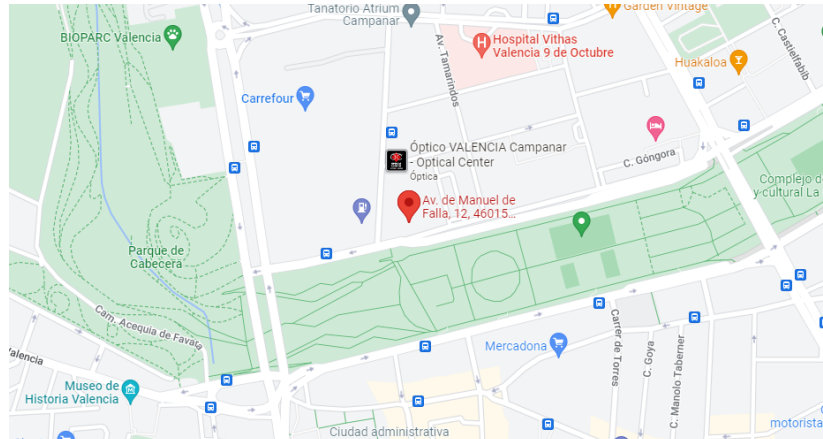 Tanatorio Atrium
Campanar
Garden Vintage
BIOPARC Valencia
Hospital Vithas
Valencia 9 de Octubre
Av. Tamarindos
Huakaloa
C. Castielfabib
Carrefour
Óptico VALENCIA Campanar
- Optical Center
Óptica
C. Góngora
Complejo de
y cultural La
Av. de Manuel de
Falla, 12, 46015...
Parque de
Cabecera
Cam. Acequia de Favata
Valencia
Mercadona
Carrer de Torres
C. Goya
C. Manolo Taberner
Museo de
Historia Valencia
Ciudad administrativa
motorista